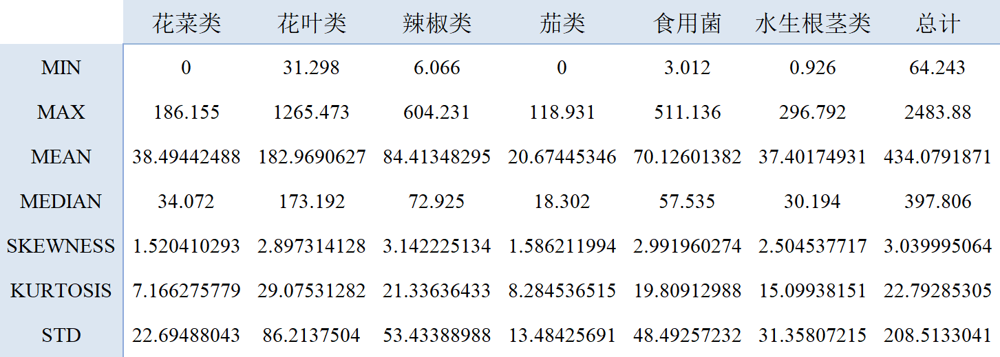 花菜类 花叶类 辣椒类 茄类 食用菌 水生根茎类 总计
MIN 0 31.298 6.066 0 3.012 0.926 64.243
MAX 186.155 1265.473 604.231 118.931 511.136 296.792 2483.88
MEAN 38.49442488 182.9690627 84.41348295 20.67445346 70.12601382 37.40174931 434.0791871
MEDIAN 34.072 173.192 72.925 18.302 57.535 30.194 397.806
SKEWNESS 1.520410293 2.897314128 3.142225134 1.586211994 2.991960274 2.504537717 3.039995064
KURTOSIS 7.166275779 29.07531282 21.33636433 8.284536515 19.80912988 15.09938151 22.79285305
STD 22.69488043 86.2137504 53.43388988 13.48425691 48.49257232 31.35807215 208.5133041